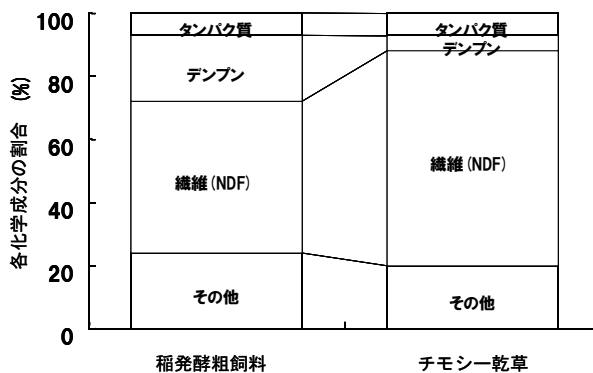 各化学成分の割合 (%)
100
80
60
40
20
0
タンパク質
デンプン
繊維(NDF)
その他
タンパク質
デンプン
繊維(NDF)
その他
稲発酵粗飼料
チモシー乾草